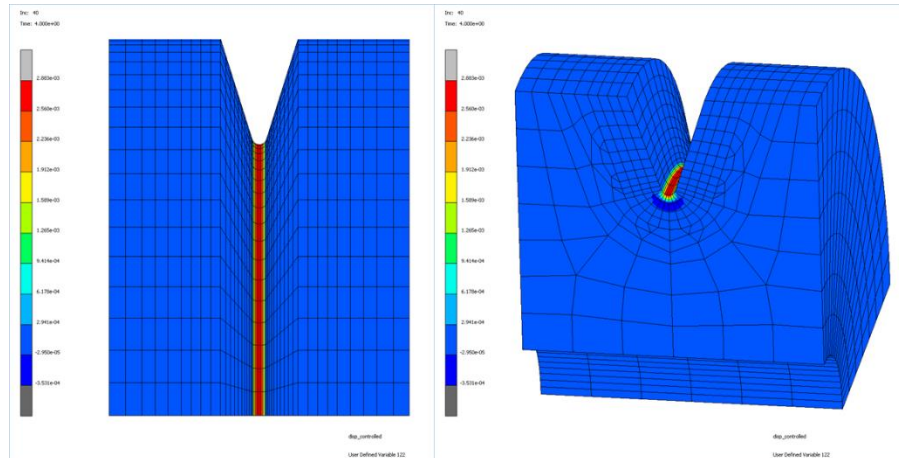 Inc: 40
Time: 4.000e+00
2.883e-03
2.560e-03
2.236e-03
1.912e-03
1.589e-03
1.265e-03
9.414e-04
6.178e-04
2.941e-04
-2.950e-05
-3.531e-04
disp_controlled
User Defined Variable 122
Inc: 40
Time: 4.000e+00
2.883e-03
2.560e-03
2.236e-03
1.912e-03
1.589e-03
1.265e-03
9.414e-04
6.178e-04
2.941e-04
-2.950e-05
-3.531e-04
disp_controlled
User Defined Variable 122